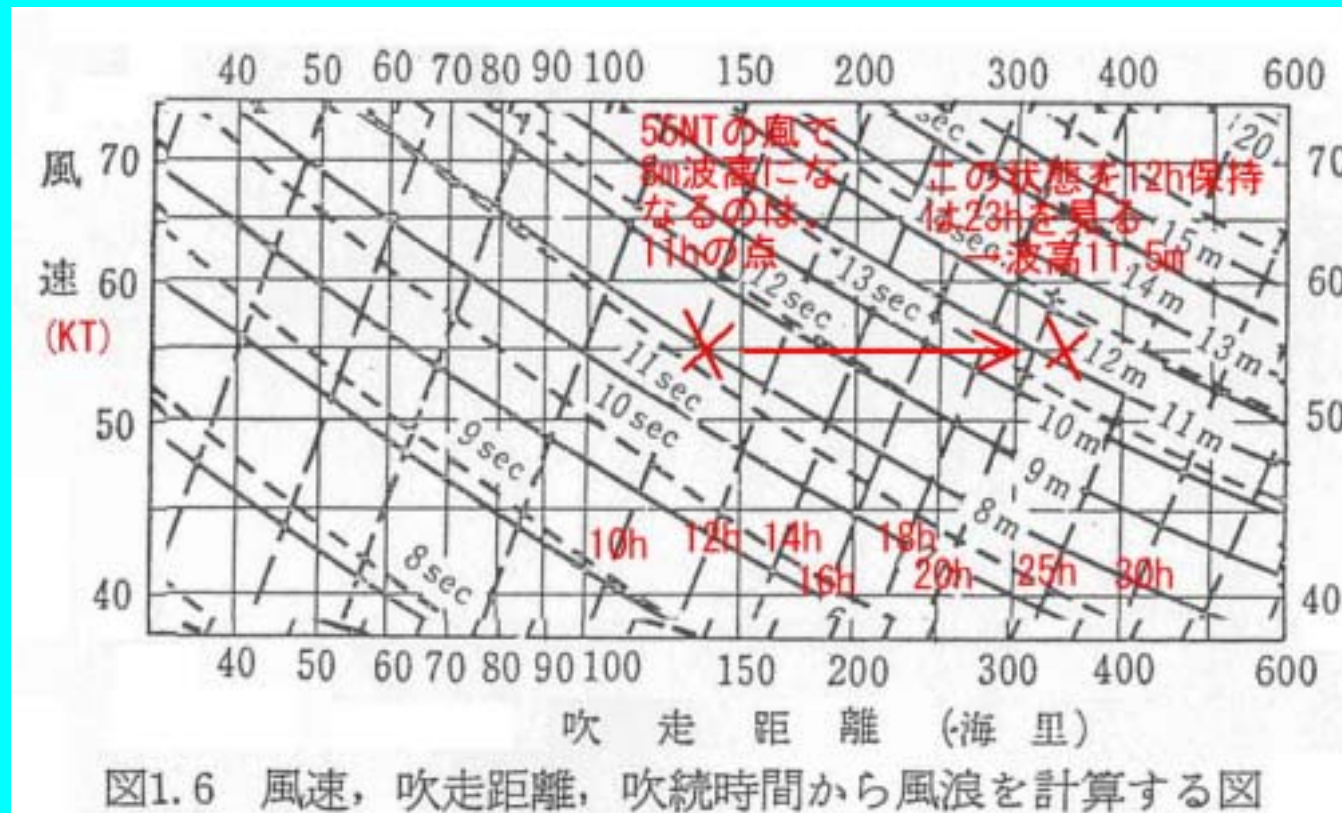 40 50 60 70 80 90 100 150 200 300 400 600
風速
(KT)
70
60
50
40
70
60
50
40
55NTの風で
8m波高にな
なるのは、
11hの点
この状態を12h保持
は23hを見る
→波高11.5m
20
sec
15m
14m
13m
12m
11m
10m
9m
8m
13sec
12sec
11sec
10sec
9sec
8sec
10h 12h 14h 16h 18h 20h 25h 30h
40 50 60 70 80 90 100 150 200 300 400 600
吹走距離 (海里)
図1.6 風速，吹走距離，吹続時間から風浪を計算する図